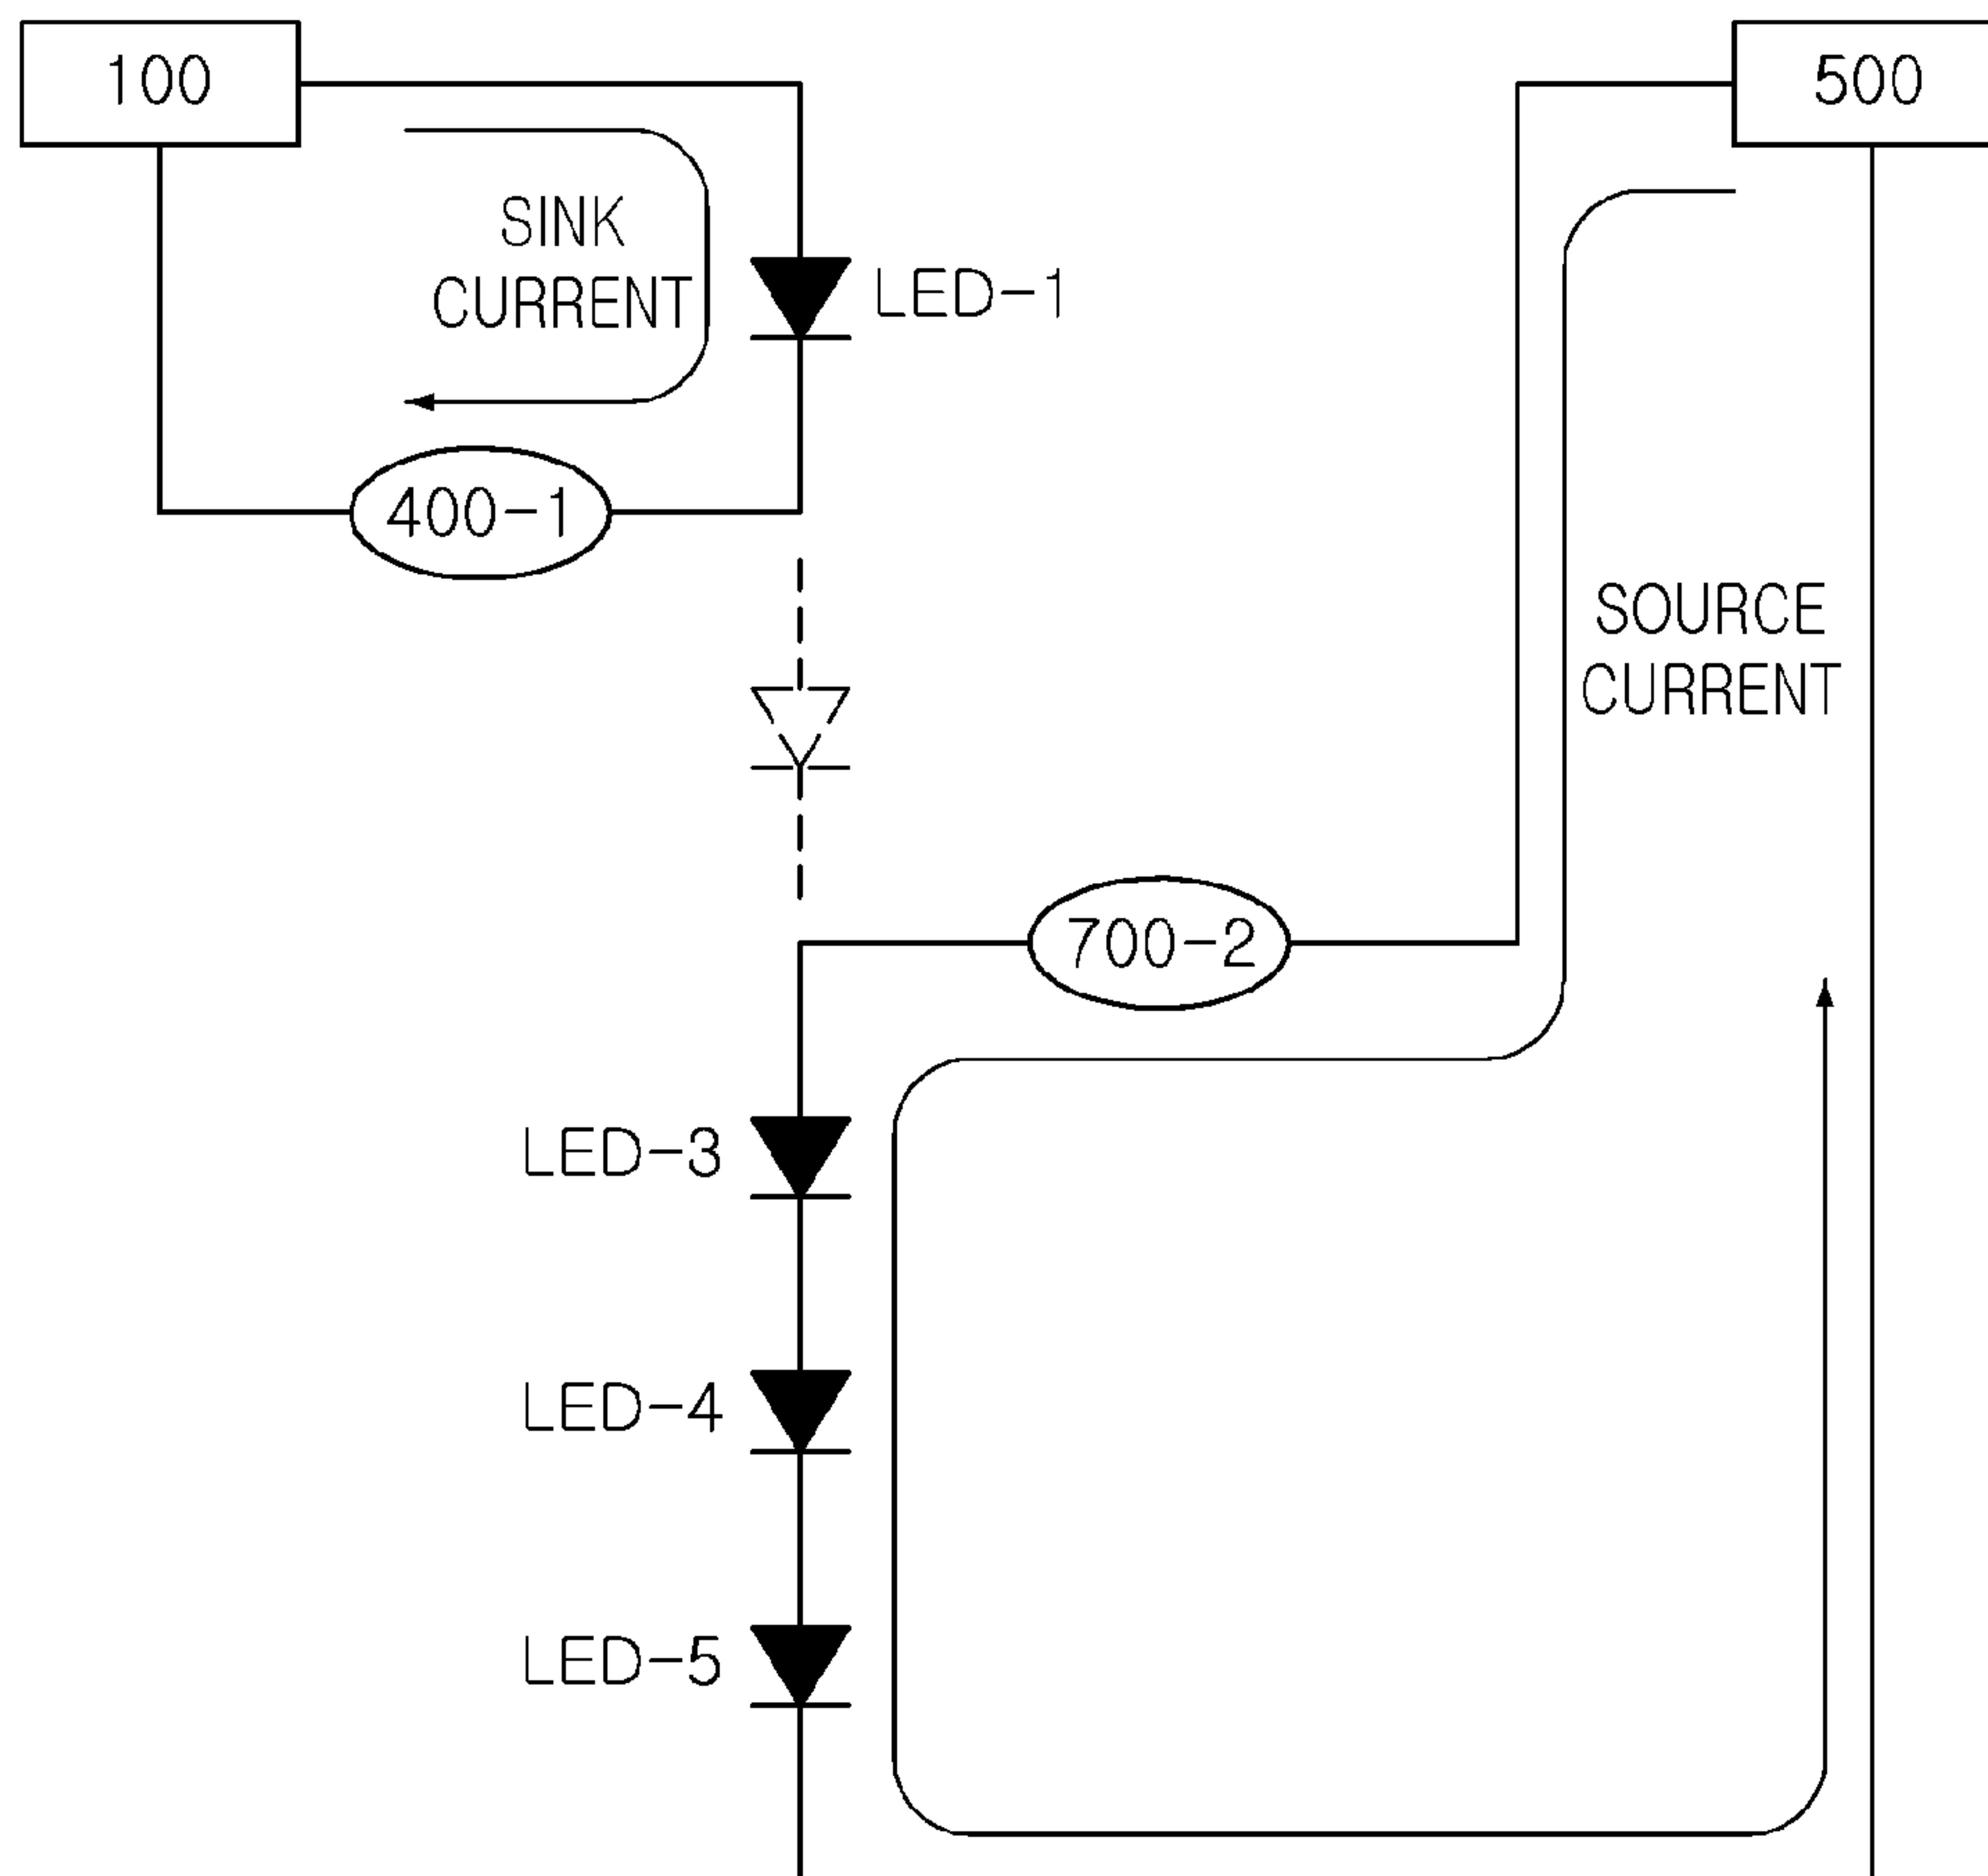 100
500
SINK
CURRENT
LED-1
400-1
SOURCE
CURRENT
700-2
LED-3
LED-4
LED-5